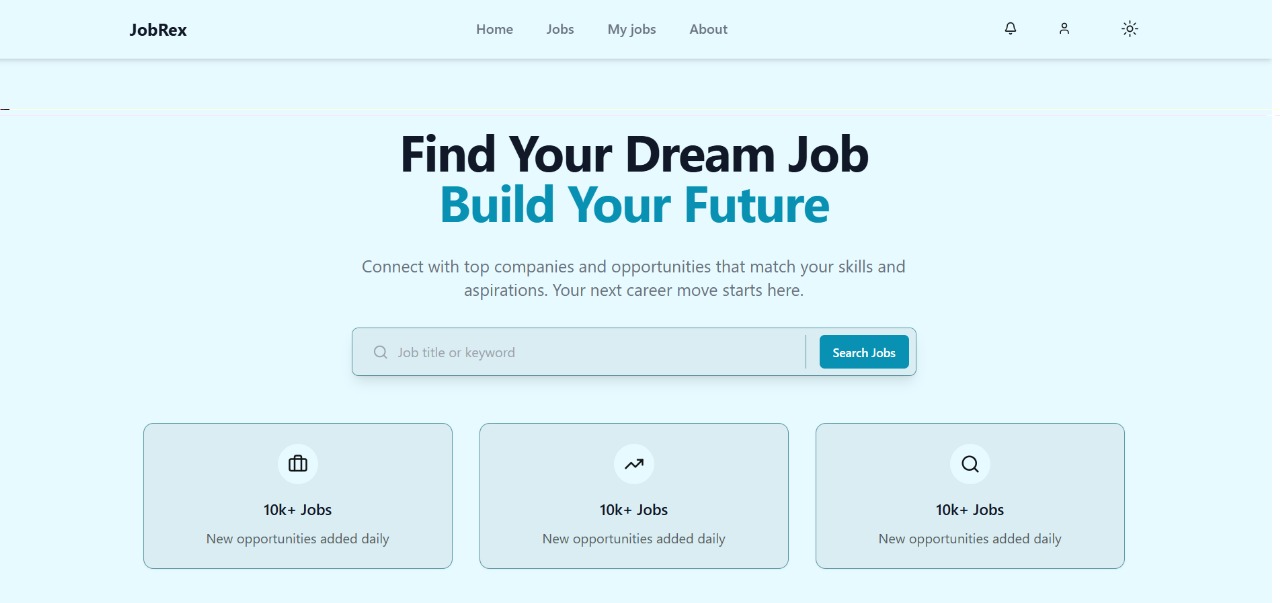 JobRex
Home Jobs My jobs About
Find Your Dream Job
Build Your Future
Connect with top companies and opportunities that match your skills and
aspirations. Your next career move starts here.
Job title or keyword
Search Jobs
10k+ Jobs
New opportunities added daily
10k+ Jobs
New opportunities added daily
10k+ Jobs
New opportunities added daily